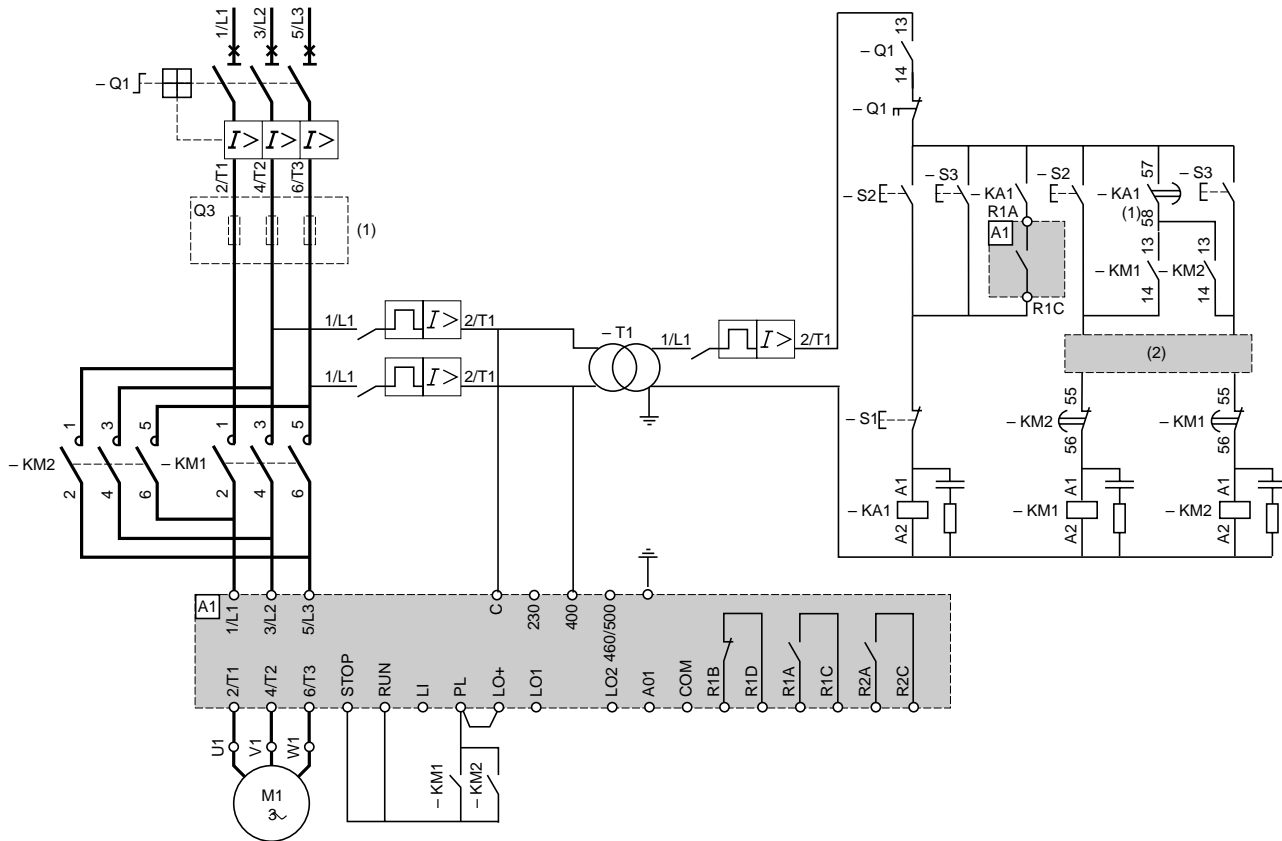 1/L1
3/L2
5/L3
– Q1
I >
I >
I >
2/T1
4/T2
6/T3
Q3
(1)
1/L1
I >
2/T1
1/L1
I >
2/T1
– T1
1/L1
I >
2/T1
13
– Q1
14
– Q1
– S2
– S3
– KA1
R1A
A1
R1C
– S2
57
– KA1
(1)
58
– S3
13
– KM1
14
13
– KM2
14
(2)
– S1
55
– KM2
56
55
– KM1
56
A1
– KA1
A2
A1
– KM1
A2
A1
– KM2
A2
1
3
5
1
3
5
– KM2
– KM1
2
4
6
2
4
6
A1
1/L1
3/L2
5/L3
C
230
400
460/500
2/T1
4/T2
6/T3
STOP
RUN
LI
PL
LO+
LO1
LO2
A01
COM
R1B
R1D
R1A
R1C
R2A
R2C
U1
V1
W1
– KM1
– KM2
M1
3